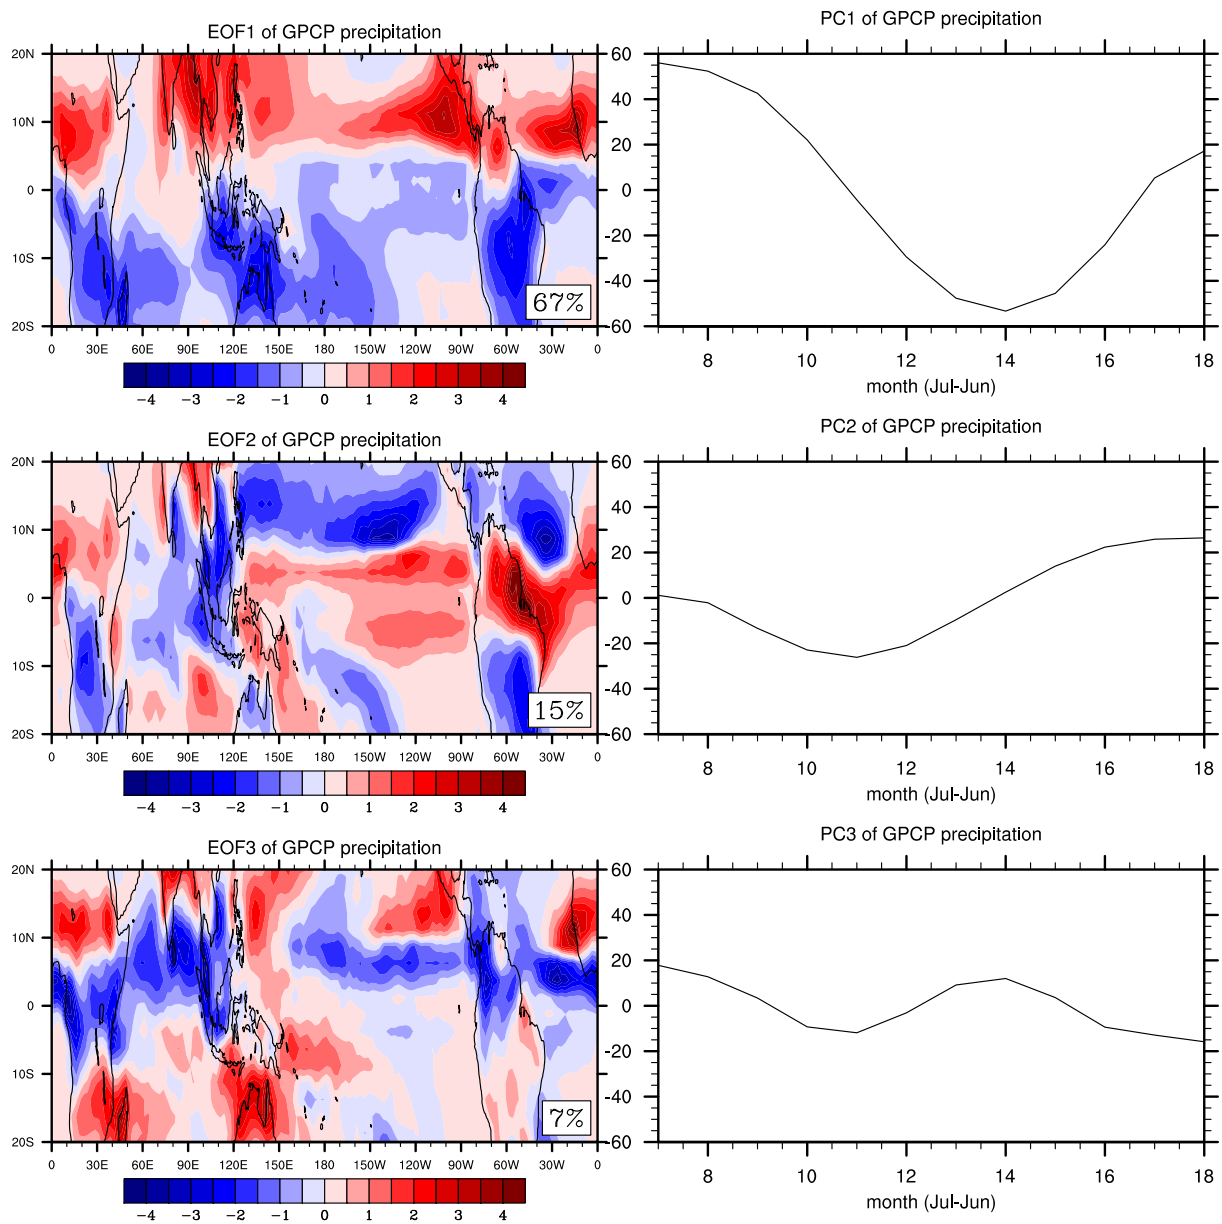 EOF1 of GPCP precipitation
20N
10N
0
10S
20S
67%
0 30E 60E 90E 120E 150E 180 150W 120W 90W 60W 30W 0
-4 -3 -2 -1 0 1 2 3 4
PC1 of GPCP precipitation
60
40
20
0
-20
-40
-60
8 10 12 14 16 18
month (Jul-Jun)
EOF2 of GPCP precipitation
20N
10N
0
10S
20S
15%
0 30E 60E 90E 120E 150E 180 150W 120W 90W 60W 30W 0
-4 -3 -2 -1 0 1 2 3 4
PC2 of GPCP precipitation
60
40
20
0
-20
-40
-60
8 10 12 14 16 18
month (Jul-Jun)
EOF3 of GPCP precipitation
20N
10N
0
10S
20S
7%
0 30E 60E 90E 120E 150E 180 150W 120W 90W 60W 30W 0
-4 -3 -2 -1 0 1 2 3 4
PC3 of GPCP precipitation
60
40
20
0
-20
-40
-60
8 10 12 14 16 18
month (Jul-Jun)